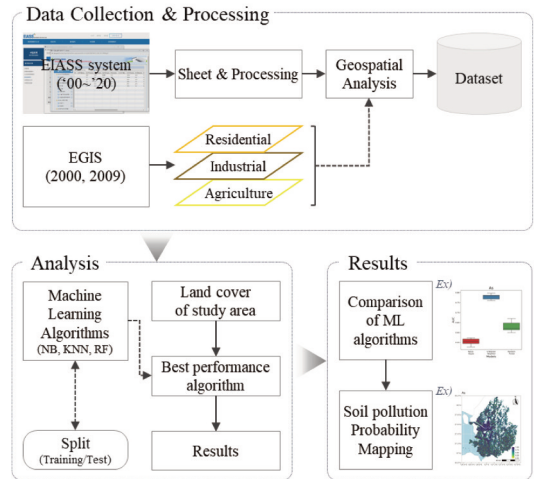 Data Collection & Processing
EIASS system
('00~'20)
Sheet & Processing
Geospatial
Analysis
Dataset
EGIS
(2000, 2009)
Residential
Industrial
Agriculture
Analysis
Machine
Learning
Algorithms
(NB, KNN, RF)
Split
(Training/Test)
Land cover
of study area
Best performance
algorithm
Results
Results
Comparison
of ML
algorithms
Ex)
Soil pollution
Probability
Mapping
Ex)